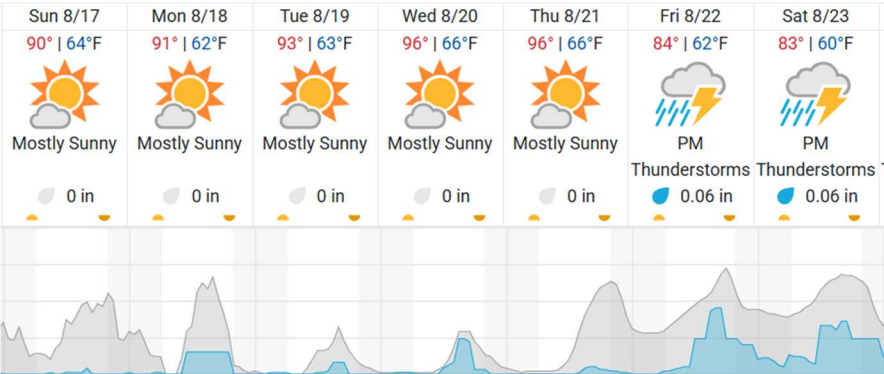 Sun 8/17 Mon 8/18 Tue 8/19 Wed 8/20 Thu 8/21 Fri 8/22 Sat 8/23
90° | 64°F 91° | 62°F 93° | 63°F 96° | 66°F 96° | 66°F 84° | 62°F 83° | 60°F
Mostly Sunny Mostly Sunny Mostly Sunny Mostly Sunny Mostly Sunny PM PM
Thunderstorms Thunderstorms
0 in 0 in 0 in 0 in 0 in 0.06 in 0.06 in